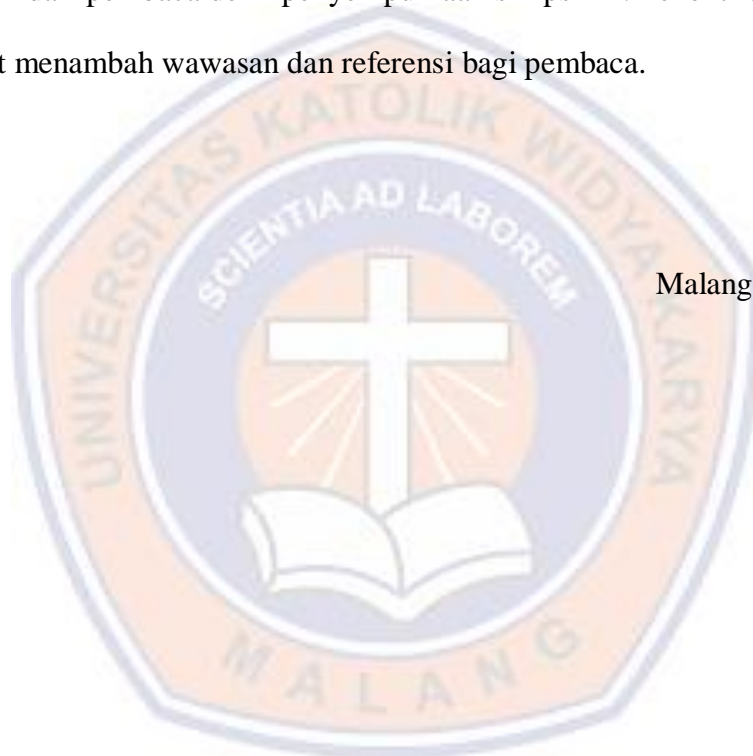 t menambah wawasan dan referensi bagi pembaca.
UNIVERSITAS KATOLIK WIDYA KARYA
SCIENTIA AD LABOREM
Malang
MALANG